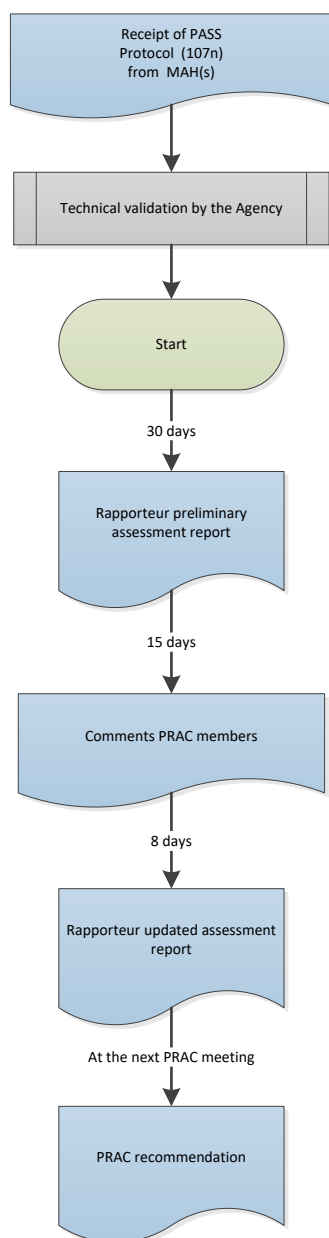 Receipt of PASS
Protocol (107n)
from MAH(s)
Technical validation by the Agency
Start
30 days
Rapporteur preliminary
assessment report
15 days
Comments PRAC members
8 days
Rapporteur updated assessment
report
At the next PRAC meeting
PRAC recommendation